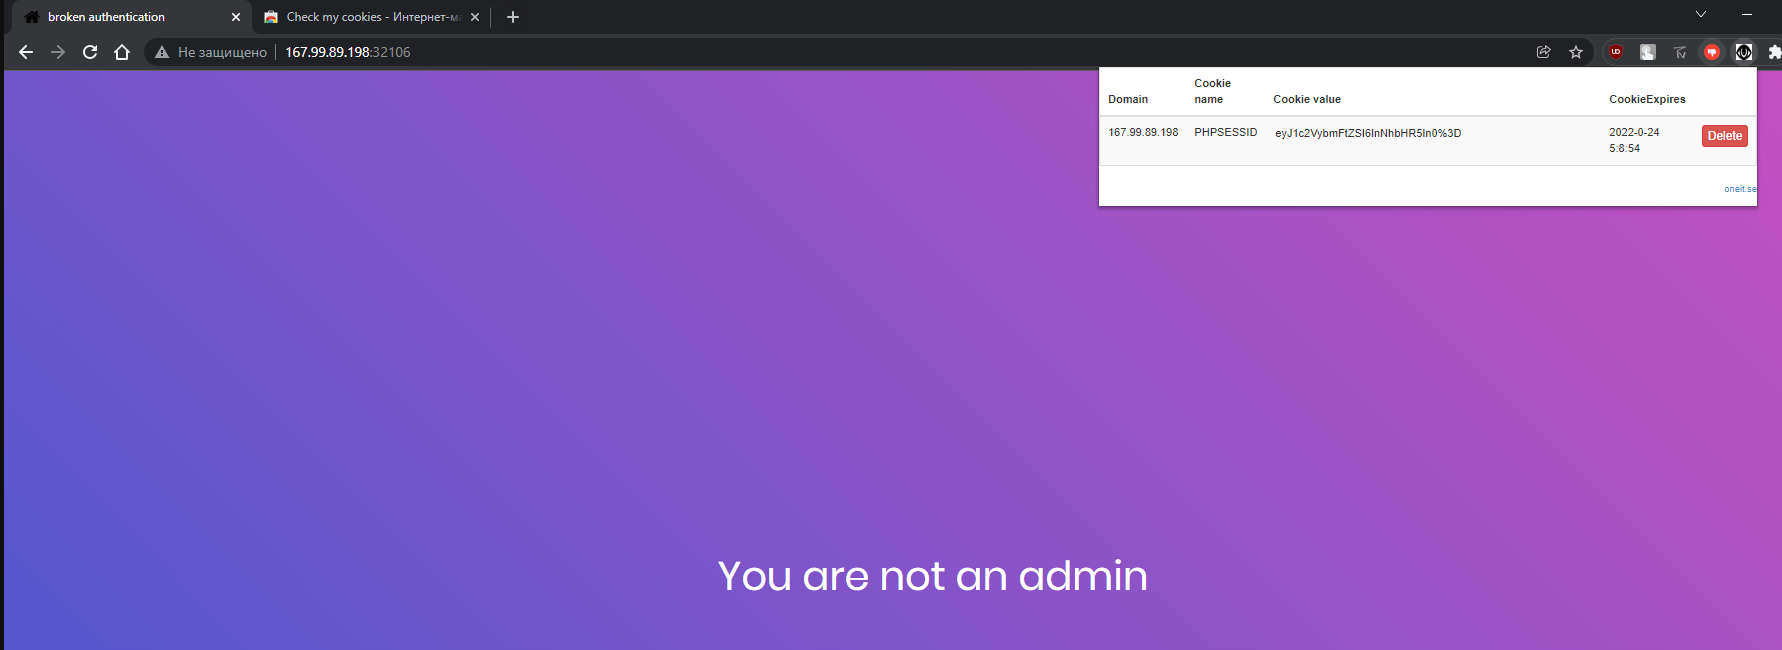 broken authentication
Check my cookies - Интернет-ма
Не защищено
167.99.89.198:32106
Domain
Cookie name
Cookie value
CookieExpires
167.99.89.198
PHPSESSID
eyJ1c2VybmFtZSI6InNhbHR5In0%3D
2022-0-24
5:8:54
Delete
oneit.se
You are not an admin